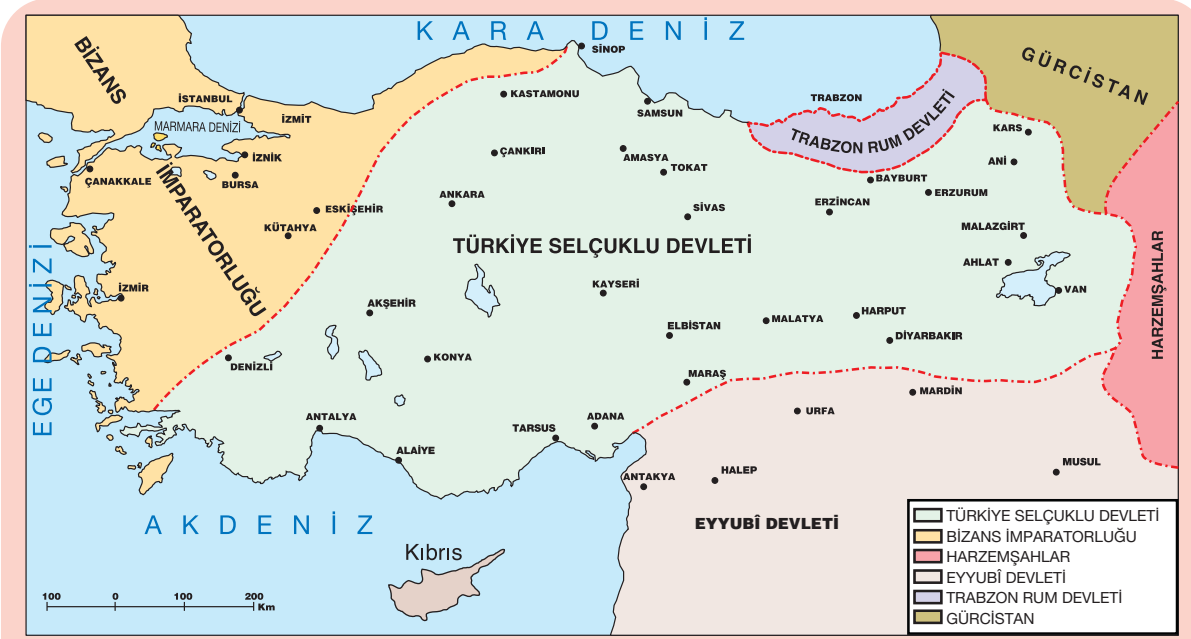 KARA DENİZ
BİZANS
İMPARATORLUĞU
GÜRCİSTAN
SİNOP
İSTANBUL
KASTAMONU
TRABZON
SAMSUN
İZMİT
MARMARA DENİZİ
TRABZON RUM DEVLETİ
KARS
İZNİK
ÇANKIRI
AMASYA
TOKAT
ANİ
ÇANAKKALE
BURSA
BAYBURT
ERZURUM
ANKARA
ERZİNCAN
ESKİŞEHİR
SİVAS
KÜTAHYA
MALAZGİRT
TÜRKİYE SELÇUKLU DEVLETİ
AHLAT
HARZEMŞAHLAR
EGE DENİZİ
İZMİR
KAYSERİ
VAN
AKŞEHİR
HARPUT
MALATYA
ELBİSTAN
DİYARBAKIR
DENİZLİ
KONYA
MARAŞ
MARDİN
URFA
ANTALYA
ADANA
TARSUS
ALAİYE
ANTAKYA
HALEP
MUSUL
AKDENİZ
EYYUBÎ DEVLETİ
Kıbrıs
100 0 100 200 Km
TÜRKİYE SELÇUKLU DEVLETİ
BİZANS İMPARATORLUĞU
HARZEMŞAHLAR
EYYUBÎ DEVLETİ
TRABZON RUM DEVLETİ
GÜRCİSTAN